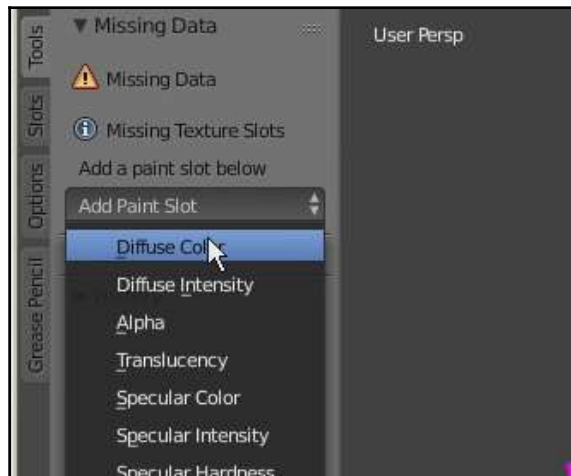 Missing Data
User Persp
Tools
Missing Data
Slots
Missing Texture Slots
Add a paint slot below
Options
Add Paint Slot
Diffuse Color
Grease Pencil
Diffuse Intensity
Alpha
Translucency
Specular Color
Specular Intensity
Specular Hardness